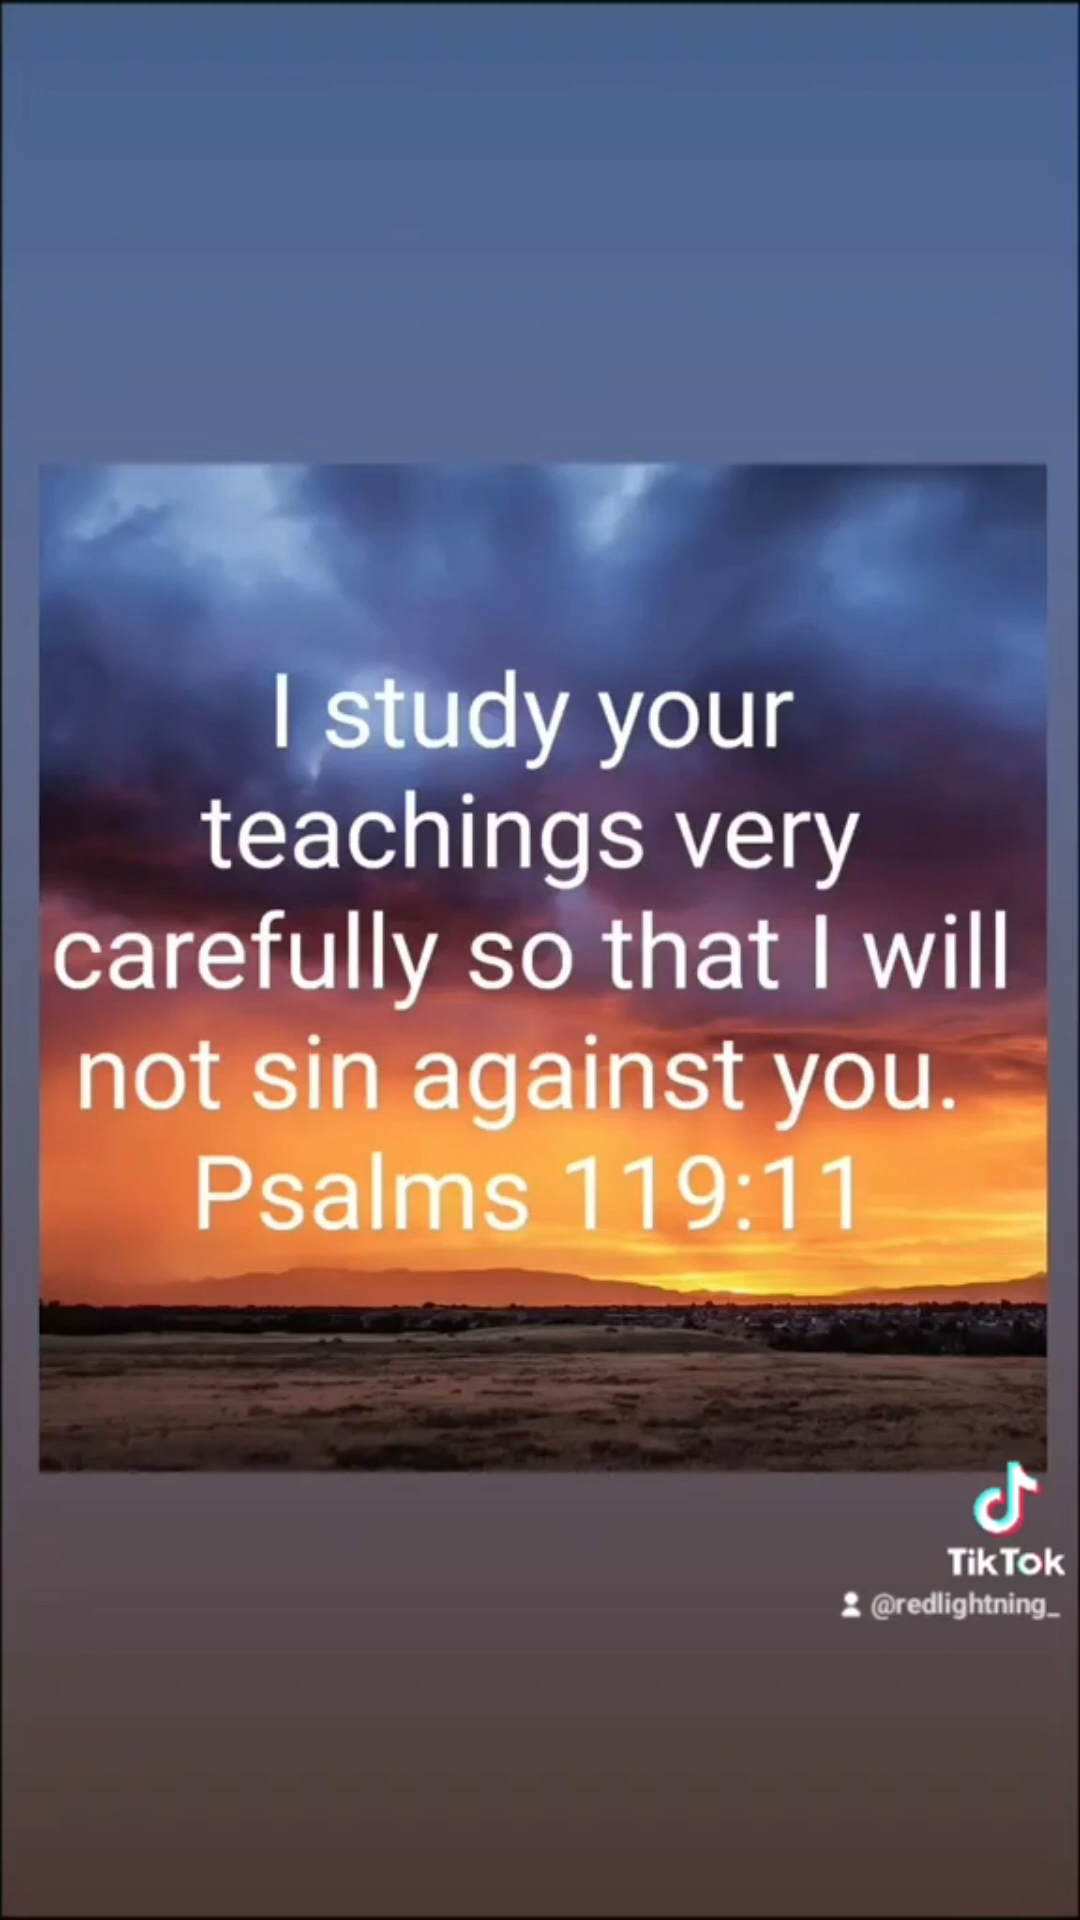 I study your
teachings very
carefully so that I will
not sin against you.
Psalms 119:11
TikTok
@redlightning_